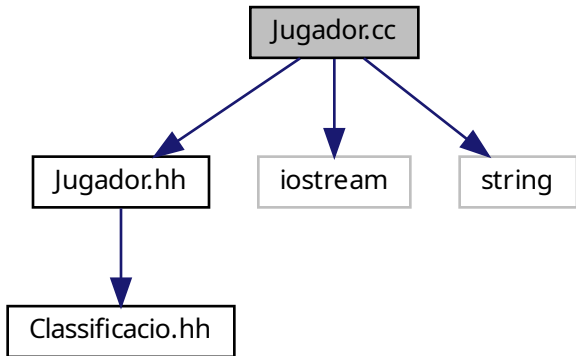 Jugador.cc
Jugador.hh
iostream
string
Classificacio.hh